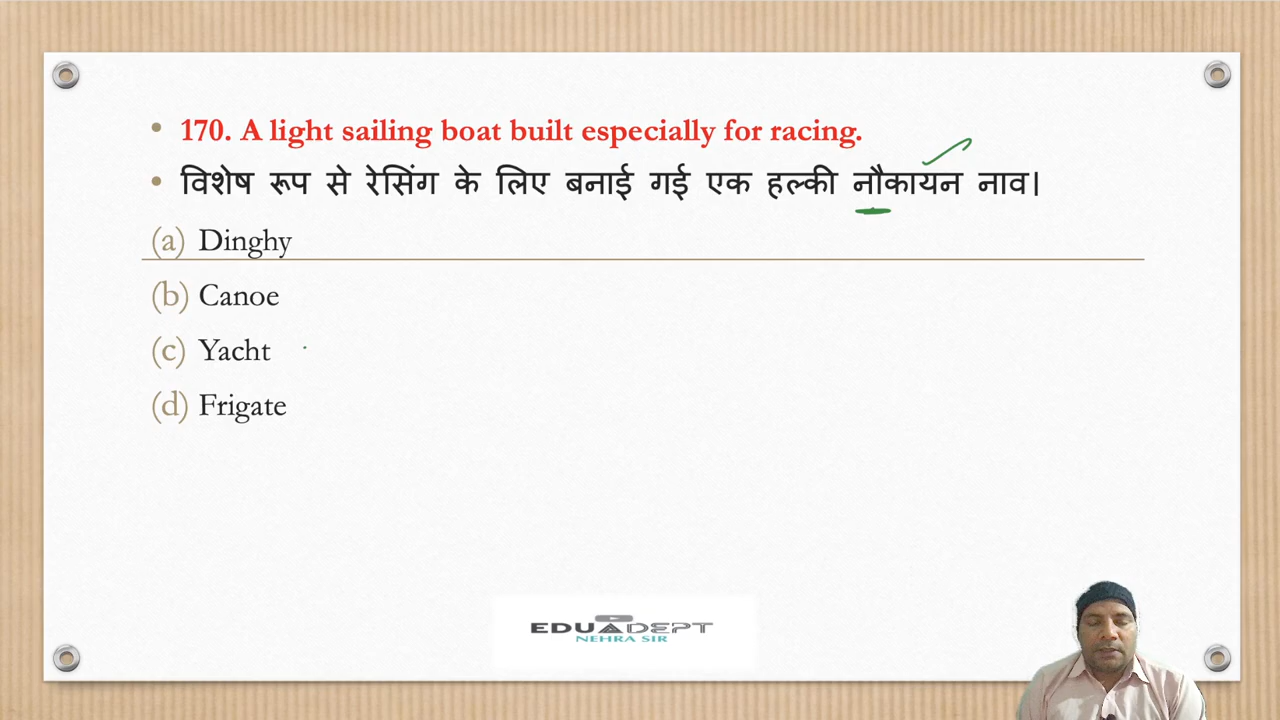 170. A light sailing boat built especially for racing.
विशेष रूप से रेसिंग के लिए बनाई गई एक हल्की नौकायन नाव।
(a) Dinghy
(b) Canoe
(c) Yacht
(d) Frigate
EDUADEPT
NEHRA SIR